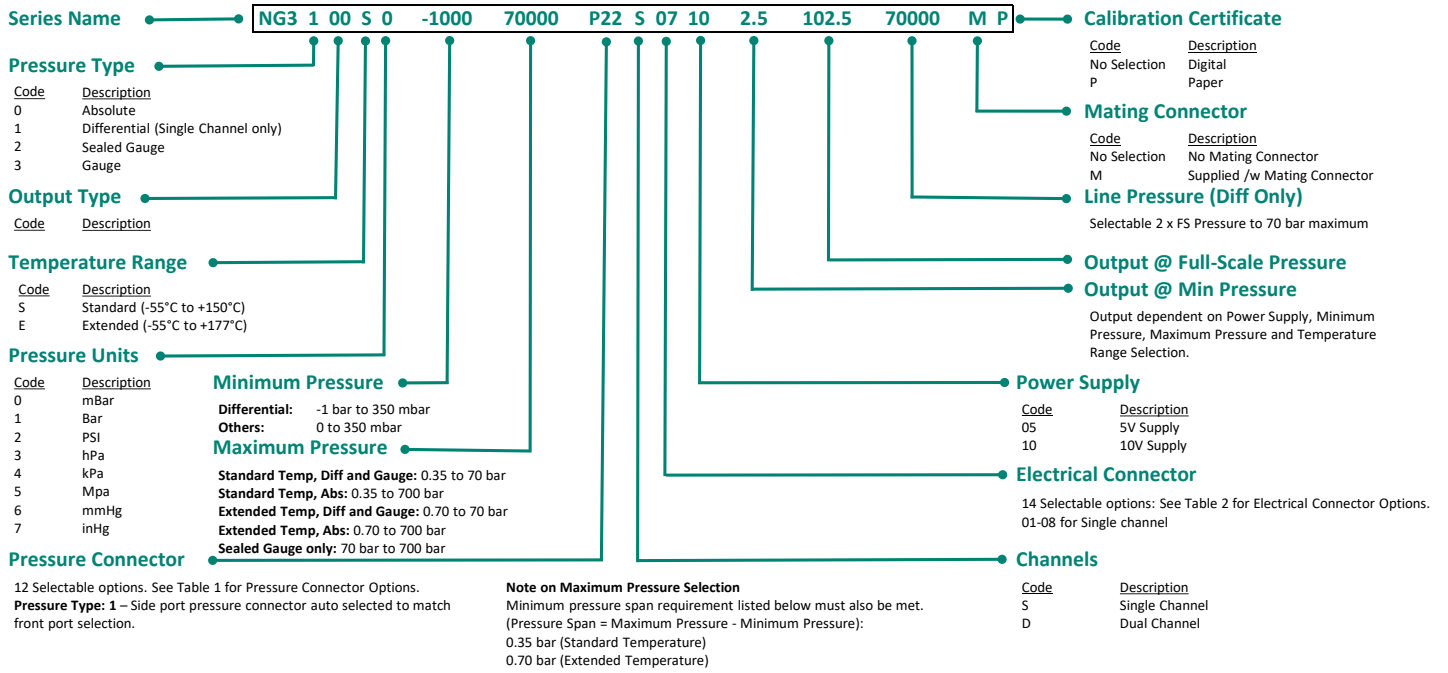 Series Name
NG3 1 00 S 0 -1000 70000 P22 S 07 10 2.5 102.5 70000 M P
Pressure Type
Code Description
0 Absolute
1 Differential (Single Channel only)
2 Sealed Gauge
3 Gauge
Output Type
Code Description
Temperature Range
Code Description
S Standard (-55°C to +150°C)
E Extended (-55°C to +177°C)
Pressure Units
Code Description
0 mBar
1 Bar
2 PSI
3 hPa
4 kPa
5 Mpa
6 mmHg
7 inHg
Minimum Pressure
Differential: -1 bar to 350 mbar
Others: 0 to 350 mbar
Maximum Pressure
Standard Temp, Diff and Gauge: 0.35 to 70 bar
Standard Temp, Abs: 0.35 to 700 bar
Extended Temp, Diff and Gauge: 0.70 to 70 bar
Extended Temp, Abs: 0.70 to 700 bar
Sealed Gauge only: 70 bar to 700 bar
Pressure Connector
12 Selectable options. See Table 1 for Pressure Connector Options.
Pressure Type: 1 – Side port pressure connector auto selected to match
front port selection.
Note on Maximum Pressure Selection
Minimum pressure span requirement listed below must also be met.
(Pressure Span = Maximum Pressure - Minimum Pressure):
0.35 bar (Standard Temperature)
0.70 bar (Extended Temperature)
Calibration Certificate
Code Description
No Selection Digital
P Paper
Mating Connector
Code Description
No Selection No Mating Connector
M Supplied /w Mating Connector
Line Pressure (Diff Only)
Selectable 2 x FS Pressure to 70 bar maximum
Output @ Full-Scale Pressure
Output @ Min Pressure
Output dependent on Power Supply, Minimum
Pressure, Maximum Pressure and Temperature
Range Selection.
Power Supply
Code Description
05 5V Supply
10 10V Supply
Electrical Connector
14 Selectable options: See Table 2 for Electrical Connector Options.
01-08 for Single channel
Channels
Code Description
S Single Channel
D Dual Channel